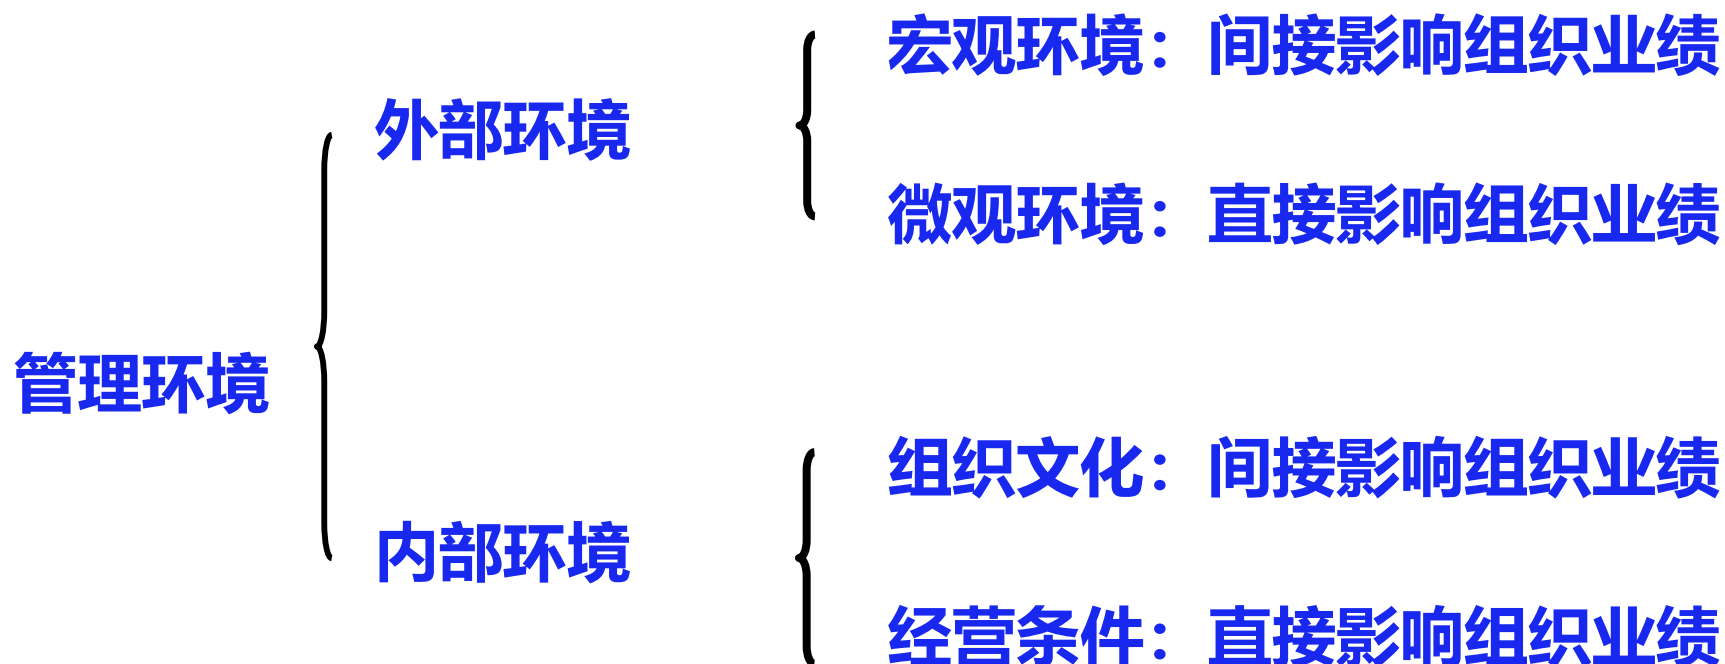 宏观环境：间接影响组织业绩
外部环境
微观环境：直接影响组织业绩
管理环境
组织文化：间接影响组织业绩
内部环境
经营条件：直接影响组织业绩